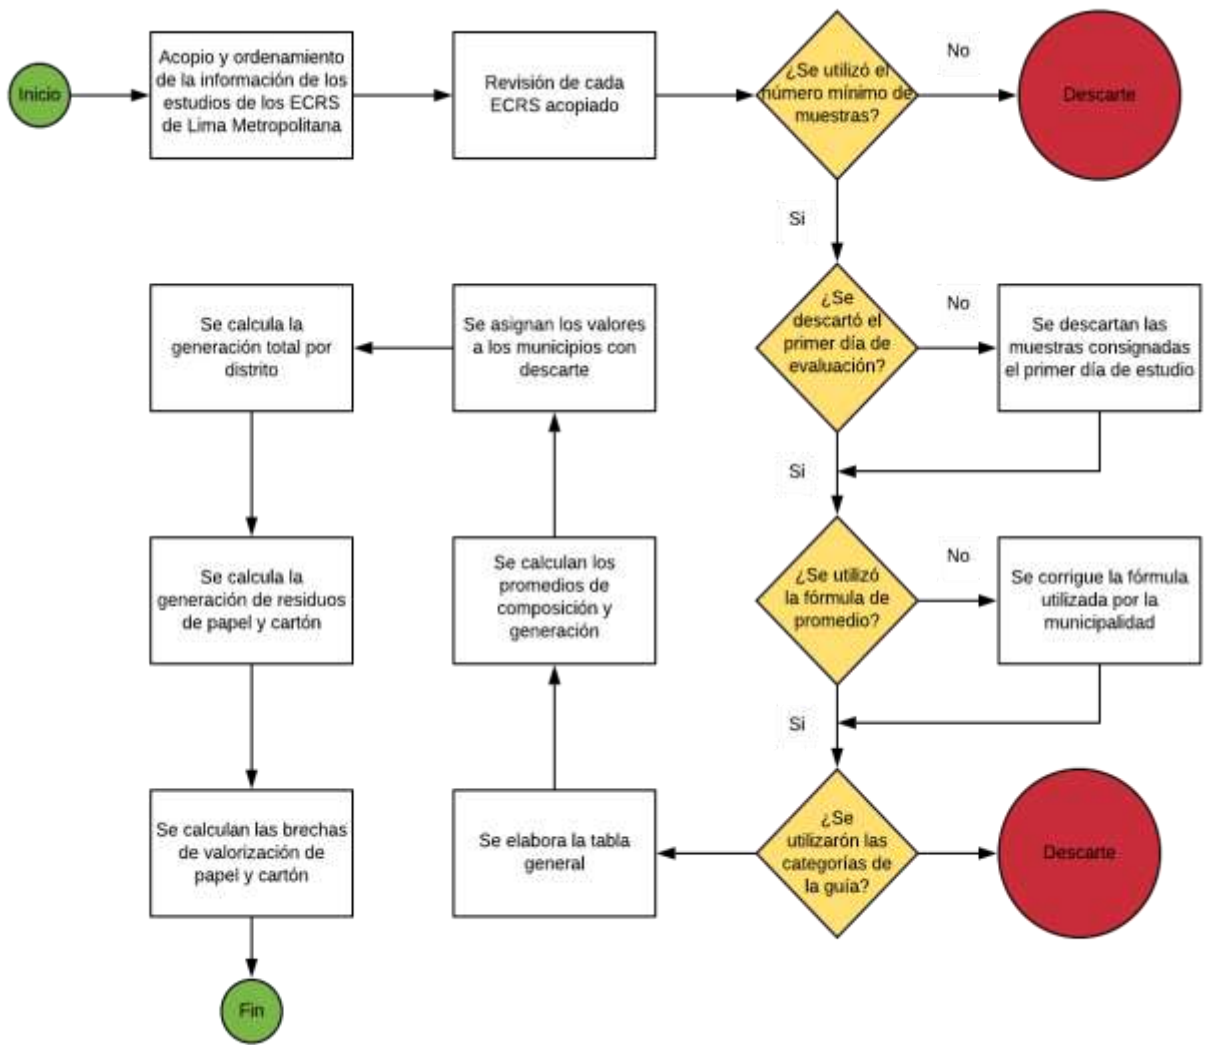 Inicio
Acopio y ordenamiento
de la información de los
estudios de los ECRS
de Lima Metropolitana
Revisión de cada
ECRS acopiado
¿Se utilizó el
número mínimo de
muestras?
No
Descarte
Si
¿Se
descartó el
primer día de
evaluación?
No
Se descartan las
muestras consignadas
el primer día de estudio
Si
¿Se utilizó
la fórmula de
promedio?
No
Se corrigue la fórmula
utilizada por la
municipalidad
Si
¿Se
utilizarón las
categorías de
la guía?
Descarte
Se elabora la tabla
general
Se calculan los
promedios de
composición y
generación
Se asignan los valores
a los municipios con
descarte
Se calcula la
generación total por
distrito
Se calcula la
generación de residuos
de papel y cartón
Se calculan las brechas
de valorización de
papel y cartón
Fin